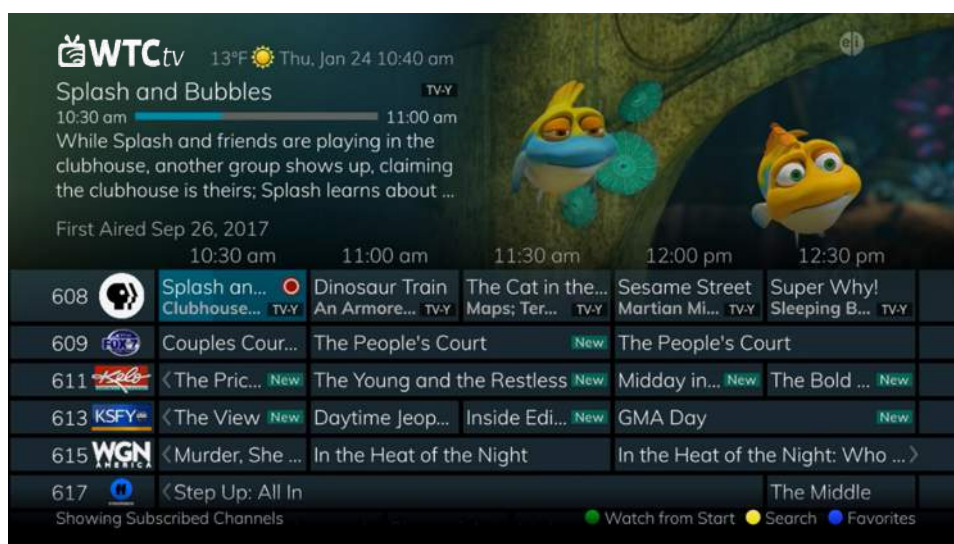 WTCtv 13°F Thu, Jan 24 10:40 am
Splash and Bubbles TV-Y
10:30 am 11:00 am
While Splash and friends are playing in the
clubhouse, another group shows up, claiming
the clubhouse is theirs; Splash learns about ...
First Aired Sep 26, 2017
10:30 am 11:00 am 11:30 am 12:00 pm 12:30 pm
608 Splash an... Dinosaur Train The Cat in the... Sesame Street Super Why!
Clubhouse... TV-Y An Armore... TV-Y Maps; Ter... TV-Y Martian Mi... TV-Y Sleeping B... TV-Y
609 FOX Couples Cour... The People's Court New The People's Court
611 Kelo <The Pric... New The Young and the Restless New Midday in... New The Bold ... New
613 KSFY <The View New Daytime Jeop... Inside Edi... New GMA Day New
615 WGN AMERICA <Murder, She ... In the Heat of the Night In the Heat of the Night: Who ...>
617 <Step Up: All In The Middle
Showing Subscribed Channels Watch from Start Search Favorites